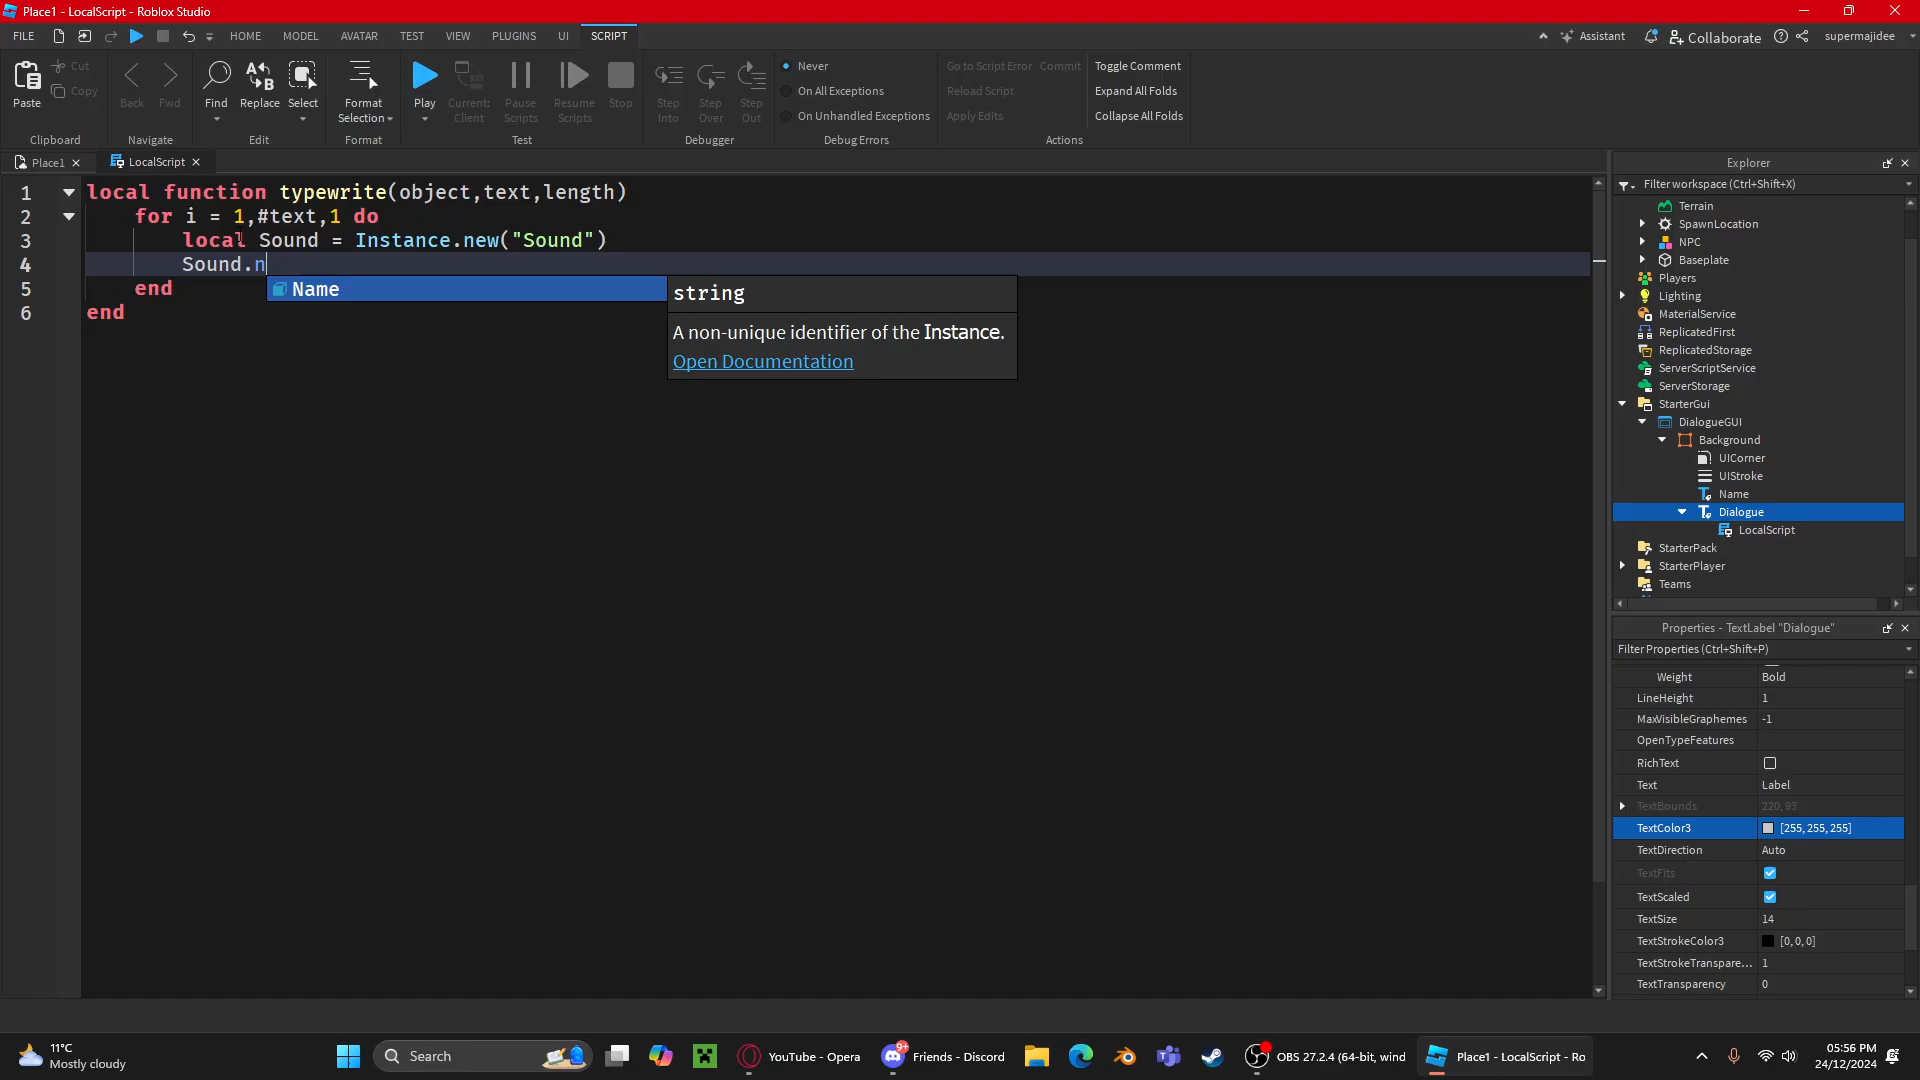 Place1 - LocalScript - Roblox Studio
FILE HOME MODEL AVATAR TEST VIEW PLUGINS UI SCRIPT Assistant Collaborate supermajidee
Paste Cut Copy Back Fwd Find Replace Select Format Selection Play Current: Client Pause Scripts Resume Scripts Stop Step Into Step Over Step Out
Never
On All Exceptions
On Unhandled Exceptions
Go to Script Error Commit
Reload Script
Apply Edits
Toggle Comment
Expand All Folds
Collapse All Folds
Clipboard Navigate Edit Format Test Debugger Debug Errors Actions
Place1 LocalScript
1 local function typewrite(object,text,length)
2 for i = 1,#text,1 do
3 local Sound = Instance.new("Sound")
4 Sound.n
5 end
6 end
Name
string
A non-unique identifier of the Instance.
Open Documentation
Explorer
Filter workspace (Ctrl+Shift+X)
Terrain
SpawnLocation
NPC
Baseplate
Players
Lighting
MaterialService
ReplicatedFirst
ReplicatedStorage
ServerScriptService
ServerStorage
StarterGui
DialogueGUI
Background
UICorner
UIStroke
Name
Dialogue
LocalScript
StarterPack
StarterPlayer
Teams
Properties - TextLabel "Dialogue"
Filter Properties (Ctrl+Shift+P)
Weight Bold
LineHeight 1
MaxVisibleGraphemes -1
OpenTypeFeatures
RichText
Text Label
TextBounds 220, 93
TextColor3 [255, 255, 255]
TextDirection Auto
TextFits
TextScaled
TextSize 14
TextStrokeColor3 [0, 0, 0]
TextStrokeTranspare... 1
TextTransparency 0
11°C
Mostly cloudy
Search
YouTube - Opera
9+
Friends - Discord
OBS 27.2.4 (64-bit, wind
Place1 - LocalScript - Ro
05:56 PM
24/12/2024